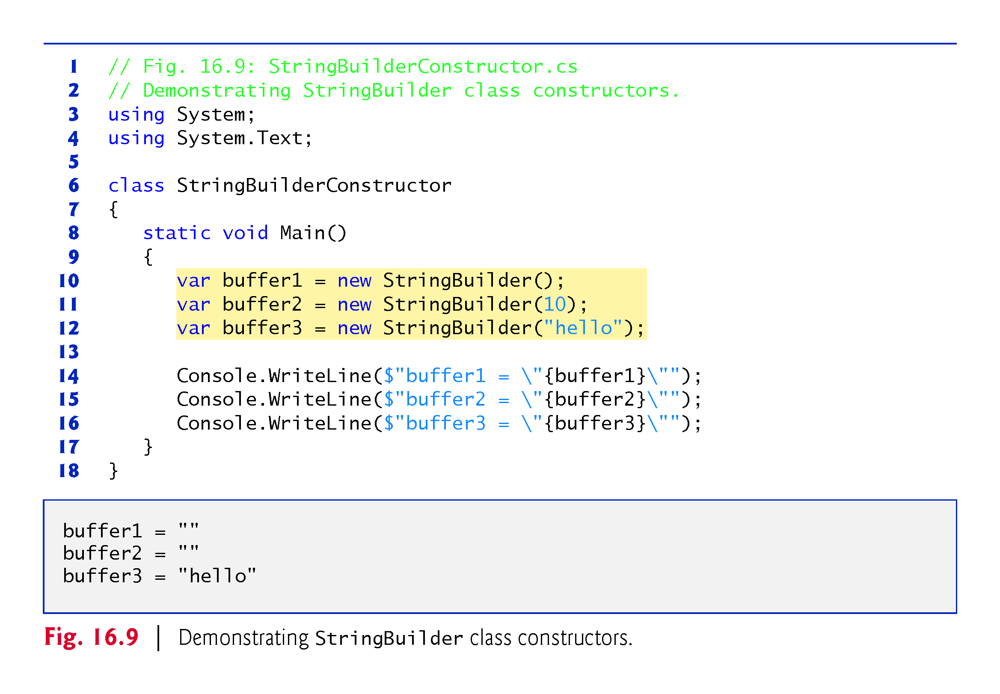 1 // Fig. 16.9: StringBuilderConstructor.cs
2 // Demonstrating StringBuilder class constructors.
3 using System;
4 using System.Text;
5
6 class StringBuilderConstructor
7 {
8    static void Main()
9    {
10       var buffer1 = new StringBuilder();
11       var buffer2 = new StringBuilder(10);
12       var buffer3 = new StringBuilder("hello");
13
14       Console.WriteLine($"buffer1 = \"{buffer1}\"");
15       Console.WriteLine($"buffer2 = \"{buffer2}\"");
16       Console.WriteLine($"buffer3 = \"{buffer3}\"");
17    }
18 }
buffer1 = ""
buffer2 = ""
buffer3 = "hello"
Fig. 16.9 | Demonstrating StringBuilder class constructors.